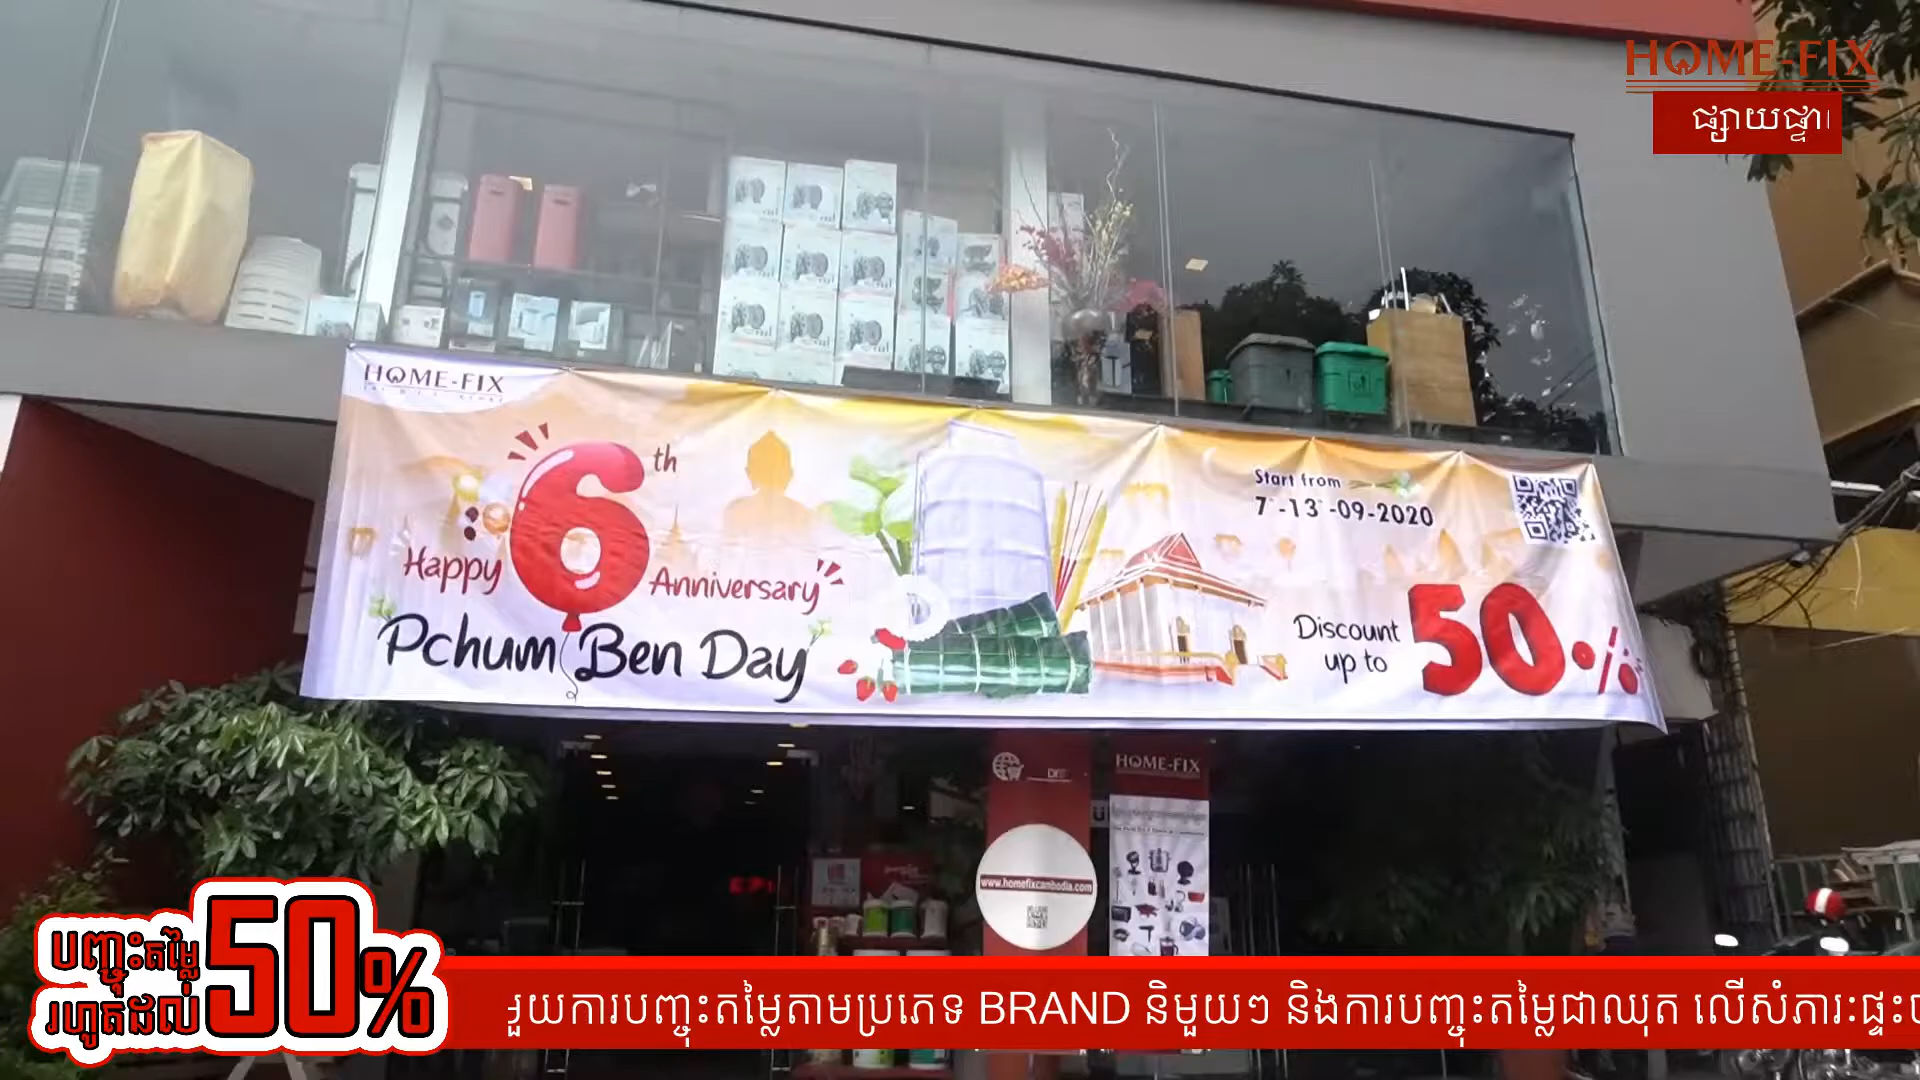 HOME-FIX
ផ្សាយផ្ទា
HOME-FIX
Happy 6th Anniversary
Pchum Ben Day
Start from
7-13-09-2020
Discount
up to 50%
HOME-FIX
www.homefixcambodia.com
បញ្ចុះតម្លៃ
រហូតដល់ 50%
រួយការបញ្ចុះតម្លៃតាមប្រភេទ BRAND និមួយៗ និងការបញ្ចុះតម្លៃជាឈុត លើសំភារៈផ្ទះ